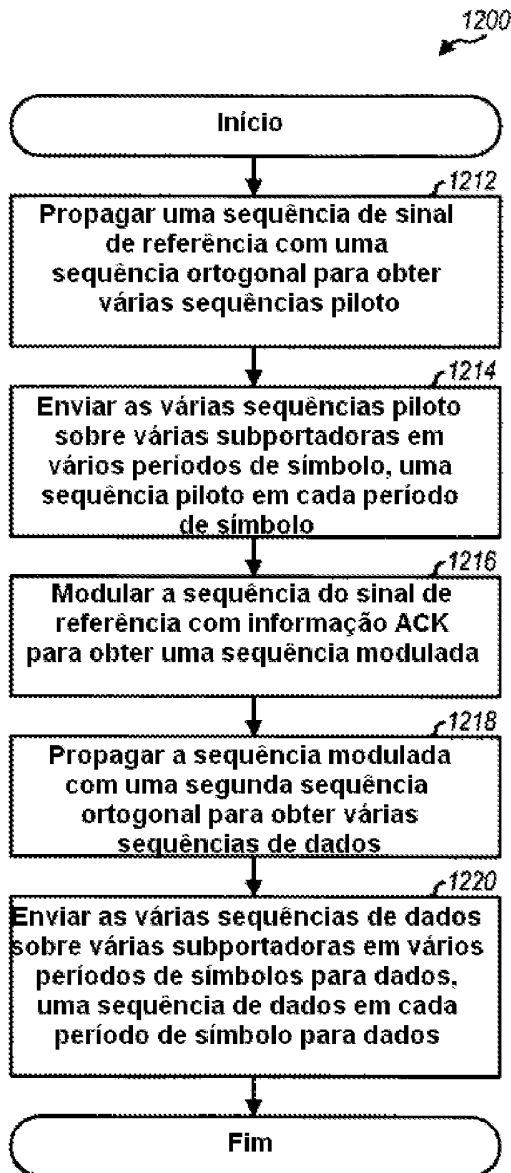 1200
Início
1212
Propagar uma sequência de sinal
de referência com uma
sequência ortogonal para obter
várias sequências piloto
1214
Enviar as várias sequências piloto
sobre várias subportadoras em
vários períodos de símbolo, uma
sequência piloto em cada período
de símbolo
1216
Modular a sequência do sinal de
referência com informação ACK
para obter uma sequência modulada
1218
Propagar a sequência modulada
com uma segunda sequência
ortogonal para obter várias
sequências de dados
1220
Enviar as várias sequências de dados
sobre várias subportadoras em vários
períodos de símbolos para dados,
uma sequência de dados em cada
período de símbolo para dados
Fim